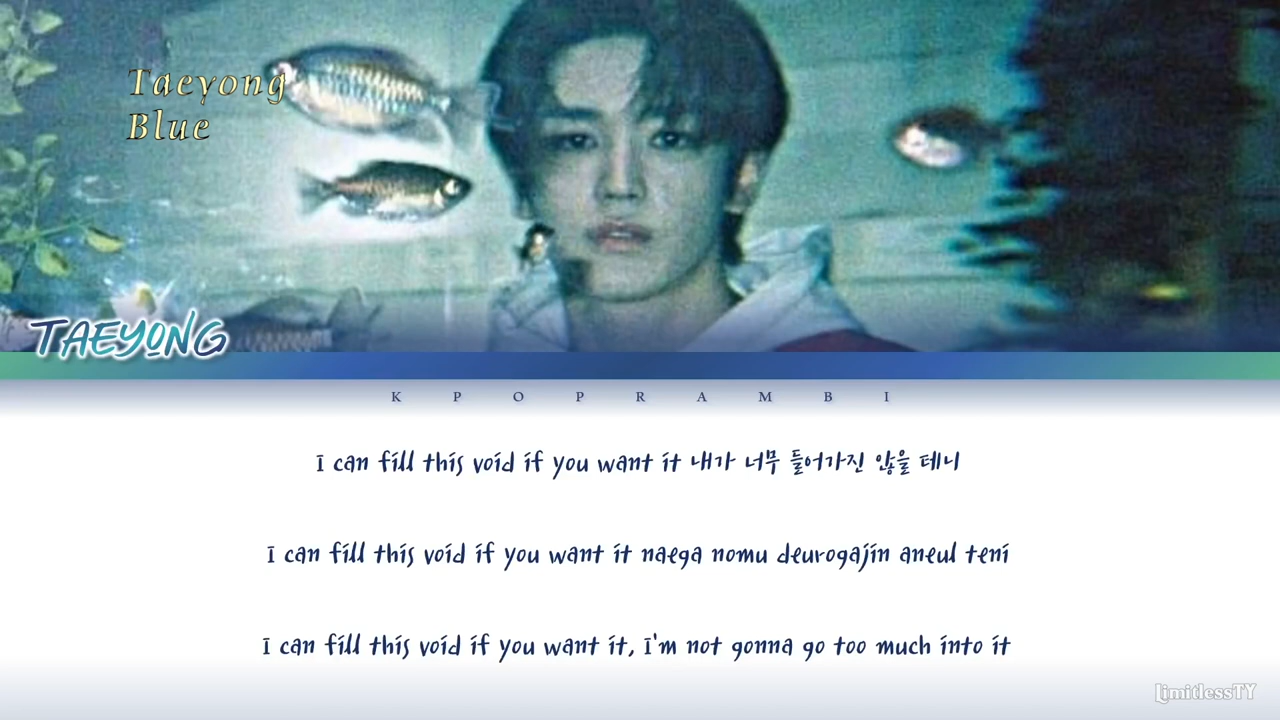 Taeyong
Blue
TAEYONG
K P O P R A M B I
I can fill this void if you want it 내가 너무 들어가진 않을 테니
I can fill this void if you want it naega nomu deurogajin aneul teni
I can fill this void if you want it, I'm not gonna go too much into it
LimitlessTY